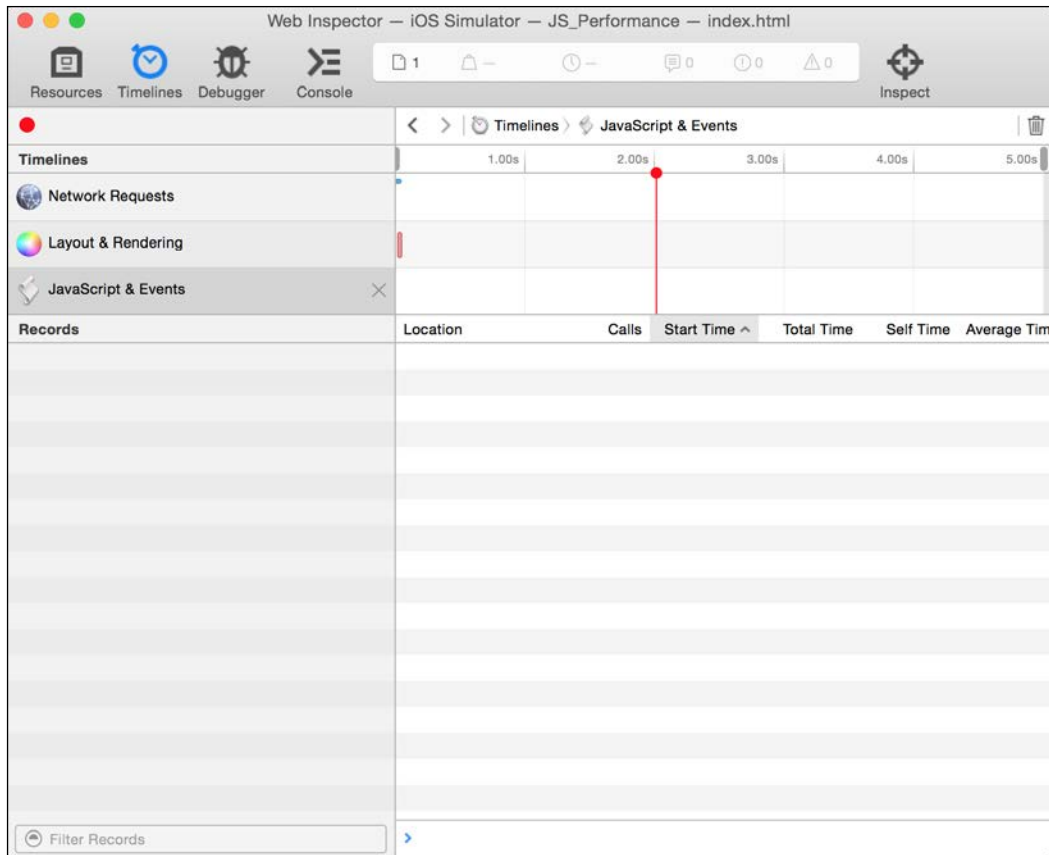 Web Inspector — iOS Simulator — JS_Performance — index.html
1 – – 0 0 0
Resources Timelines Debugger Console Inspect
Timelines JavaScript & Events
Timelines 1.00s 2.00s 3.00s 4.00s 5.00s
Network Requests
Layout & Rendering
JavaScript & Events
Records Location Calls Start Time Total Time Self Time Average Tim
Filter Records